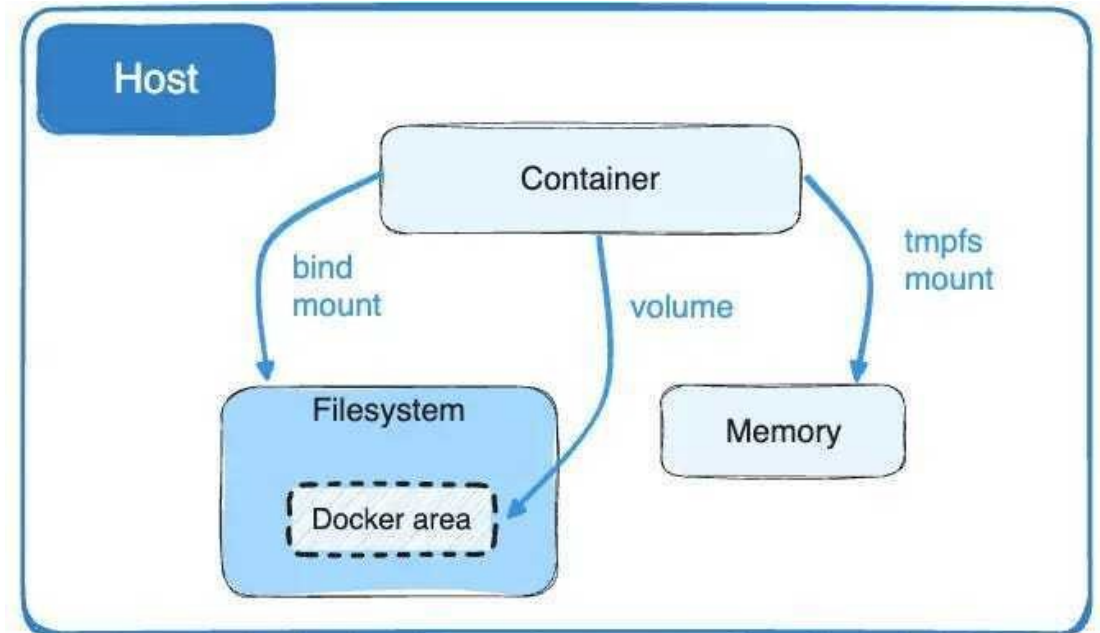 Host
Container
bind
mount
volume
tmpfs
mount
Filesystem
Memory
Docker area